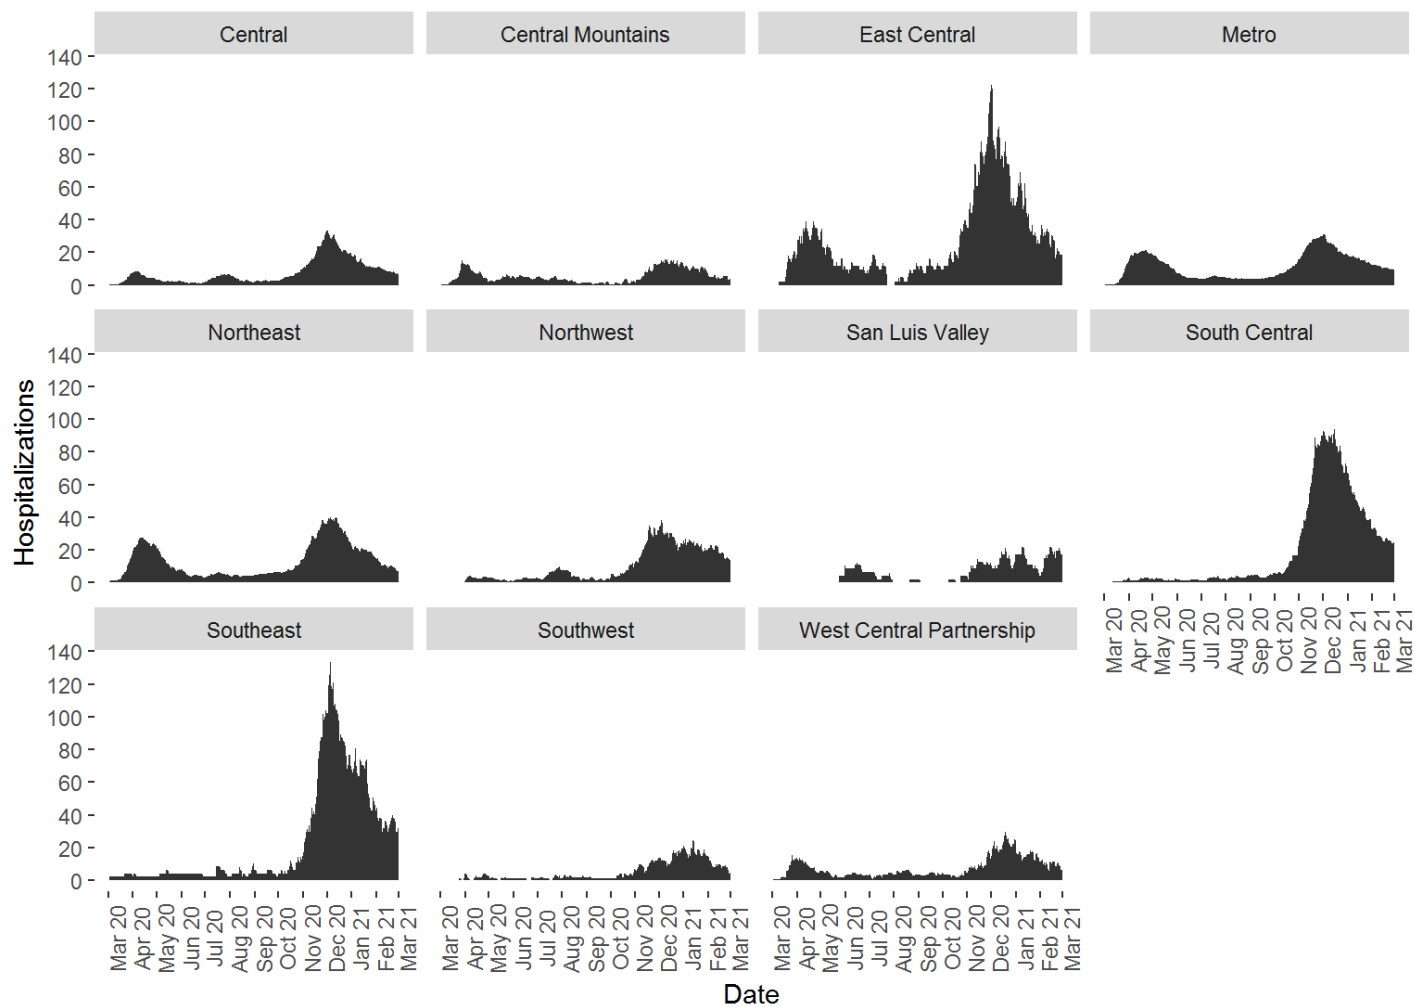 Central
Central Mountains
East Central
Metro
140
120
100
80
60
40
20
0
Northeast
Northwest
San Luis Valley
South Central
140
120
100
80
60
40
20
0
Mar 20
Apr 20
May 20
Jun 20
Jul 20
Aug 20
Sep 20
Oct 20
Nov 20
Dec 20
Jan 21
Feb 21
Mar 21
Southeast
Southwest
West Central Partnership
140
120
100
80
60
40
20
0
Mar 20
Apr 20
May 20
Jun 20
Jul 20
Aug 20
Sep 20
Oct 20
Nov 20
Dec 20
Jan 21
Feb 21
Mar 21
Mar 20
Apr 20
May 20
Jun 20
Jul 20
Aug 20
Sep 20
Oct 20
Nov 20
Dec 20
Jan 21
Feb 21
Mar 21
Mar 20
Apr 20
May 20
Jun 20
Jul 20
Aug 20
Sep 20
Oct 20
Nov 20
Dec 20
Jan 21
Feb 21
Mar 21
Hospitalizations
Date